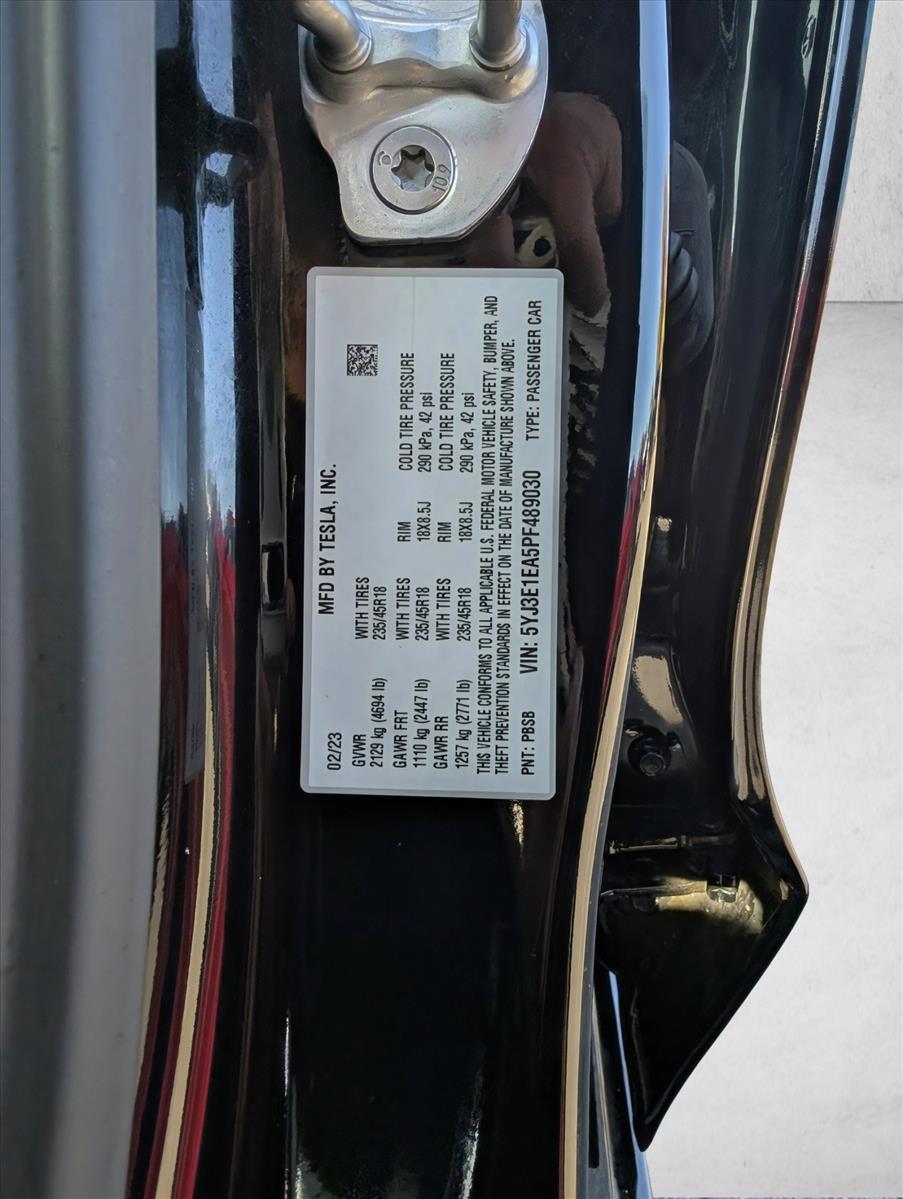 MFD BY TESLA, INC.
02/23
GVWR WITH TIRES
2129 kg (4694 lb) 235/45R18
GAWR FRT WITH TIRES RIM COLD TIRE PRESSURE
1110 kg (2447 lb) 235/45R18 18X8.5J 290 kPa, 42 psi
GAWR RR WITH TIRES RIM COLD TIRE PRESSURE
1257 kg (2771 lb) 235/45R18 18X8.5J 290 kPa, 42 psi
THIS VEHICLE CONFORMS TO ALL APPLICABLE U.S. FEDERAL MOTOR VEHICLE SAFETY, BUMPER, AND
THEFT PREVENTION STANDARDS IN EFFECT ON THE DATE OF MANUFACTURE SHOWN ABOVE.
PNT: PBSB VIN: 5YJ3E1EA5PF489030 TYPE: PASSENGER CAR
10.9